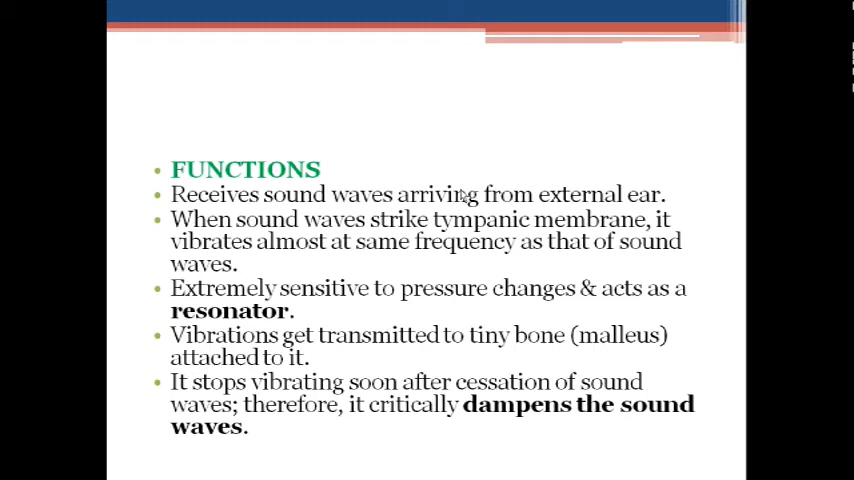 • FUNCTIONS
• Receives sound waves arriving from external ear.
• When sound waves strike tympanic membrane, it
vibrates almost at same frequency as that of sound
waves.
• Extremely sensitive to pressure changes & acts as a
resonator.
• Vibrations get transmitted to tiny bone (malleus)
attached to it.
• It stops vibrating soon after cessation of sound
waves; therefore, it critically dampens the sound
waves.